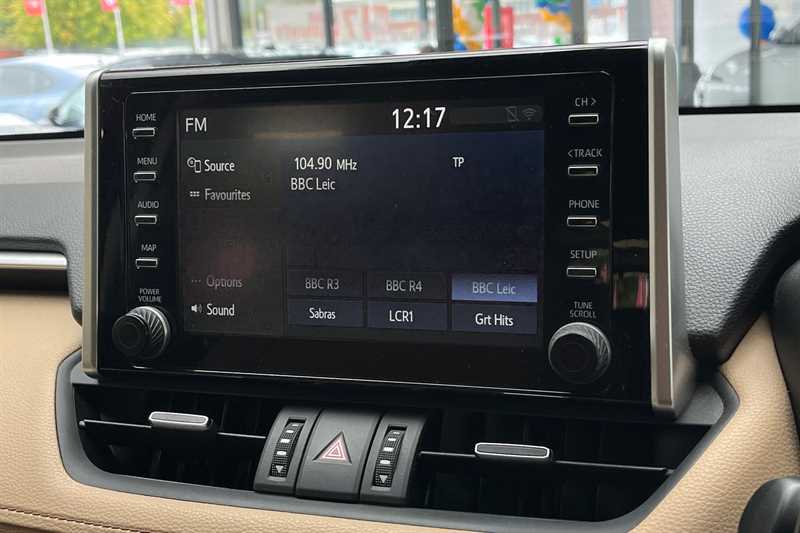 HOME
MENU
AUDIO
MAP
POWER
VOLUME
FM
12:17
Source
Favourites
Options
Sound
104.90 MHz
TP
BBC Leic
BBC R3
BBC R4
BBC Leic
Sabras
LCR1
Grt Hits
CH >
< TRACK
PHONE
SETUP
TUNE
SCROLL